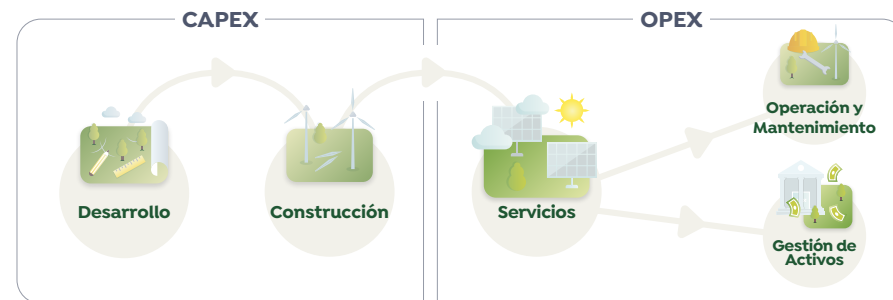 CAPEX
OPEX
Desarrollo
Construcción
Servicios
Operación y
Mantenimiento
Gestión de
Activos